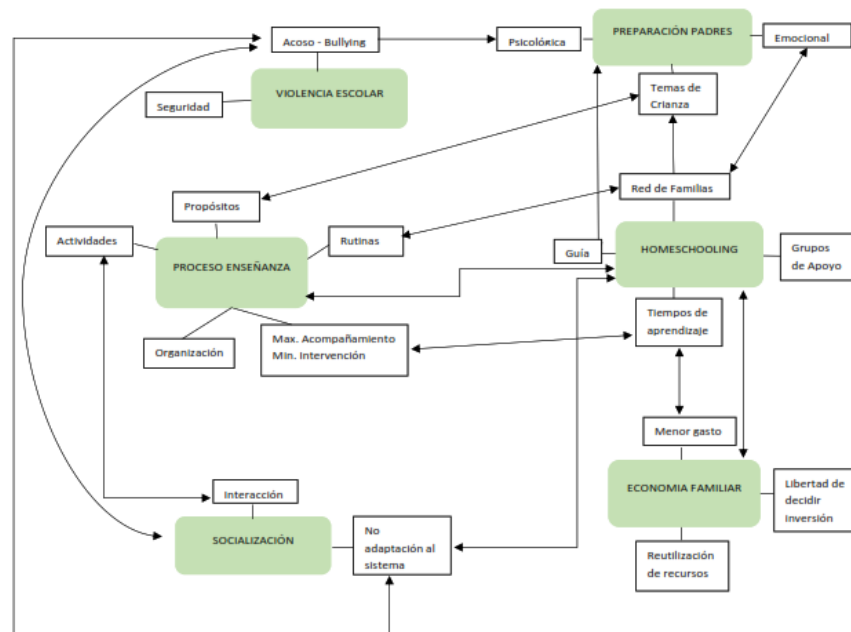 Acoso - Bullying
Psicolórica
PREPARACIÓN PADRES
Emocional
Seguridad
VIOLENCIA ESCOLAR
Temas de
Crianza
Propósitos
Red de Familias
Actividades
Rutinas
PROCESO ENSEÑANZA
Guía
HOMESCHOOLING
Grupos
de Apoyo
Organización
Max. Acompañamiento
Min. Intervención
Tiempos de
aprendizaje
Menor gasto
Interacción
ECONOMIA FAMILIAR
Libertad de
decidir
inversión
SOCIALIZACIÓN
No
adaptación al
sistema
Reutilización
de recursos